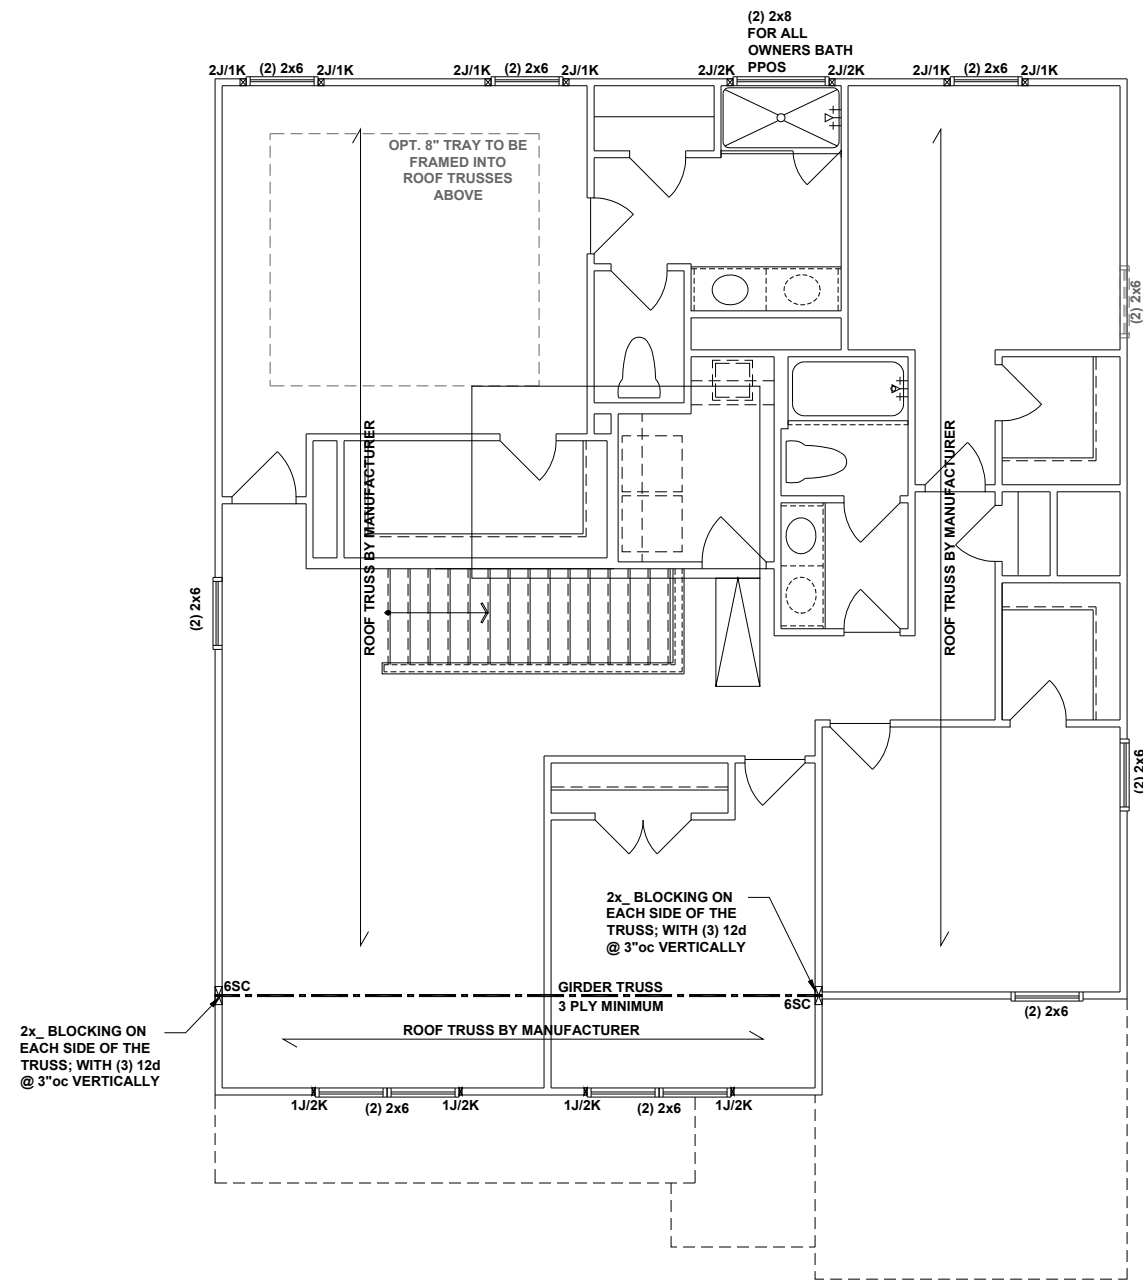 (2) 2x8
FOR ALL
OWNERS BATH
PPOS
2J/1K
(2) 2x6
2J/1K
2J/1K
(2) 2x6
2J/1K
2J/2K
2J/2K
2J/1K
(2) 2x6
2J/1K
OPT. 8" TRAY TO BE
FRAMED INTO
ROOF TRUSSES
ABOVE
(2) 2x6
ROOF TRUSS BY MANUFACTURER
ROOF TRUSS BY MANUFACTURER
(2) 2x6
(2) 2x6
2x_ BLOCKING ON
EACH SIDE OF THE
TRUSS; WITH (3) 12d
@ 3"oc VERTICALLY
6SC
GIRDER TRUSS
3 PLY MINIMUM
6SC
(2) 2x6
2x_ BLOCKING ON
EACH SIDE OF THE
TRUSS; WITH (3) 12d
@ 3"oc VERTICALLY
ROOF TRUSS BY MANUFACTURER
1J/2K
(2) 2x6
1J/2K
1J/2K
(2) 2x6
1J/2K